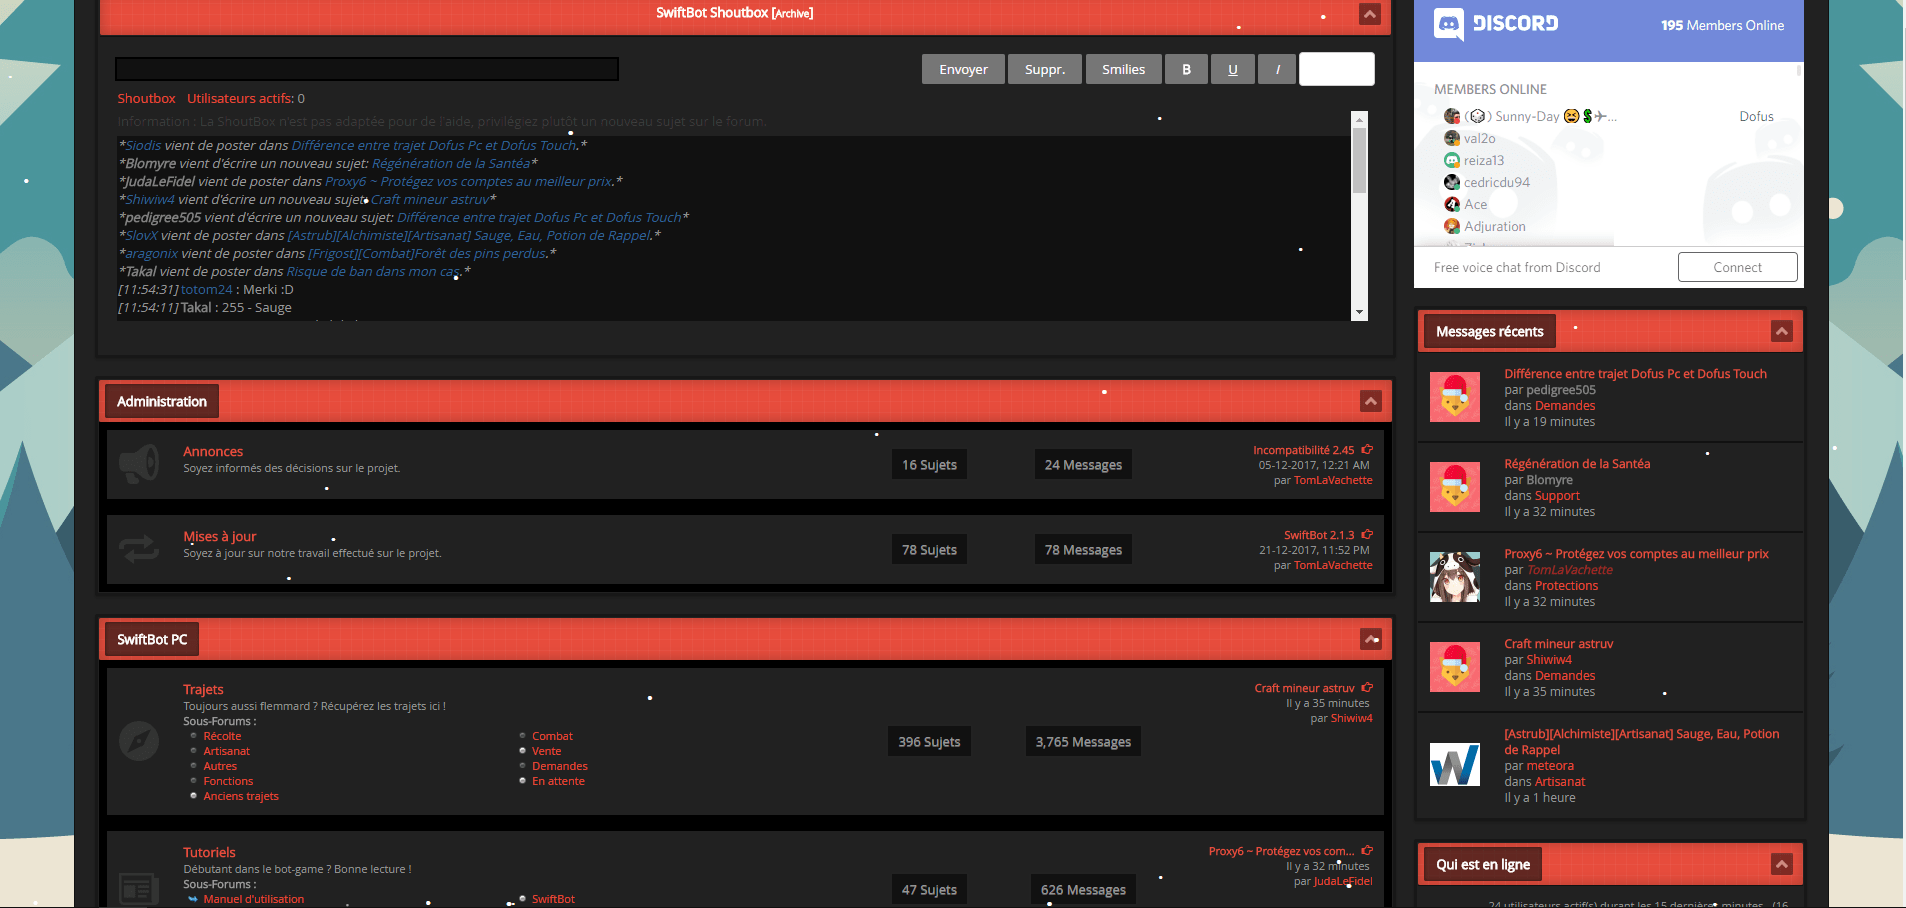 SwiftBot Shoutbox [Archive]
Envoyer Suppr. Smilies B U I
Shoutbox Utilisateurs actifs: 0
Information : La ShoutBox n'est pas adaptée pour de l'aide, privilégiez plutôt un nouveau sujet sur le forum.
*Siodis vient de poster dans Différence entre trajet Dofus Pc et Dofus Touch.*
*Blomyre vient d'écrire un nouveau sujet: Régénération de la Santéa*
*JudaLeFidel vient de poster dans Proxy6 ~ Protégez vos comptes au meilleur prix.*
*Shiwiw4 vient d'écrire un nouveau sujet: Craft mineur astruv*
*pedigree505 vient d'écrire un nouveau sujet: Différence entre trajet Dofus Pc et Dofus Touch*
*SlovX vient de poster dans [Astrub][Alchimiste][Artisanat] Sauge, Eau, Potion de Rappel.*
*aragonix vient de poster dans [Frigost][Combat]Forêt des pins perdus.*
*Takal vient de poster dans Risque de ban dans mon cas.*
[11:54:31] totom24 : Merki :D
[11:54:11] Takal : 255 - Sauge
Administration
Annonces
Soyez informés des décisions sur le projet.
16 Sujets
24 Messages
Incompatibilité 2.45
05-12-2017, 12:21 AM
par TomLaVachette
Mises à jour
Soyez à jour sur notre travail effectué sur le projet.
78 Sujets
78 Messages
SwiftBot 2.1.3
21-12-2017, 11:52 PM
par TomLaVachette
SwiftBot PC
Trajets
Toujours aussi flemmard ? Récupérez les trajets ici !
Sous-Forums :
Récolte Combat
Artisanat Vente
Autres Demandes
Fonctions En attente
Anciens trajets
396 Sujets
3,765 Messages
Craft mineur astruv
Il y a 35 minutes
par Shiwiw4
Tutoriels
Débutant dans le bot-game ? Bonne lecture !
Sous-Forums :
Manuel d'utilisation SwiftBot
47 Sujets
626 Messages
Proxy6 ~ Protégez vos com...
Il y a 32 minutes
par JudaLeFidel
DISCORD
195 Members Online
MEMBERS ONLINE
Sunny-Day ... Dofus
val2o
reiza13
cedricdu94
Ace
Adjuration
Free voice chat from Discord
Connect
Messages récents
Différence entre trajet Dofus Pc et Dofus Touch
par pedigree505
dans Demandes
Il y a 19 minutes
Régénération de la Santéa
par Blomyre
dans Support
Il y a 32 minutes
Proxy6 ~ Protégez vos comptes au meilleur prix
par TomLaVachette
dans Protections
Il y a 32 minutes
Craft mineur astruv
par Shiwiw4
dans Demandes
Il y a 35 minutes
[Astrub][Alchimiste][Artisanat] Sauge, Eau, Potion
de Rappel
par meteora
dans Artisanat
Il y a 1 heure
Qui est en ligne
24 utilisateurs actif(s) durant les 15 dernières minutes (16